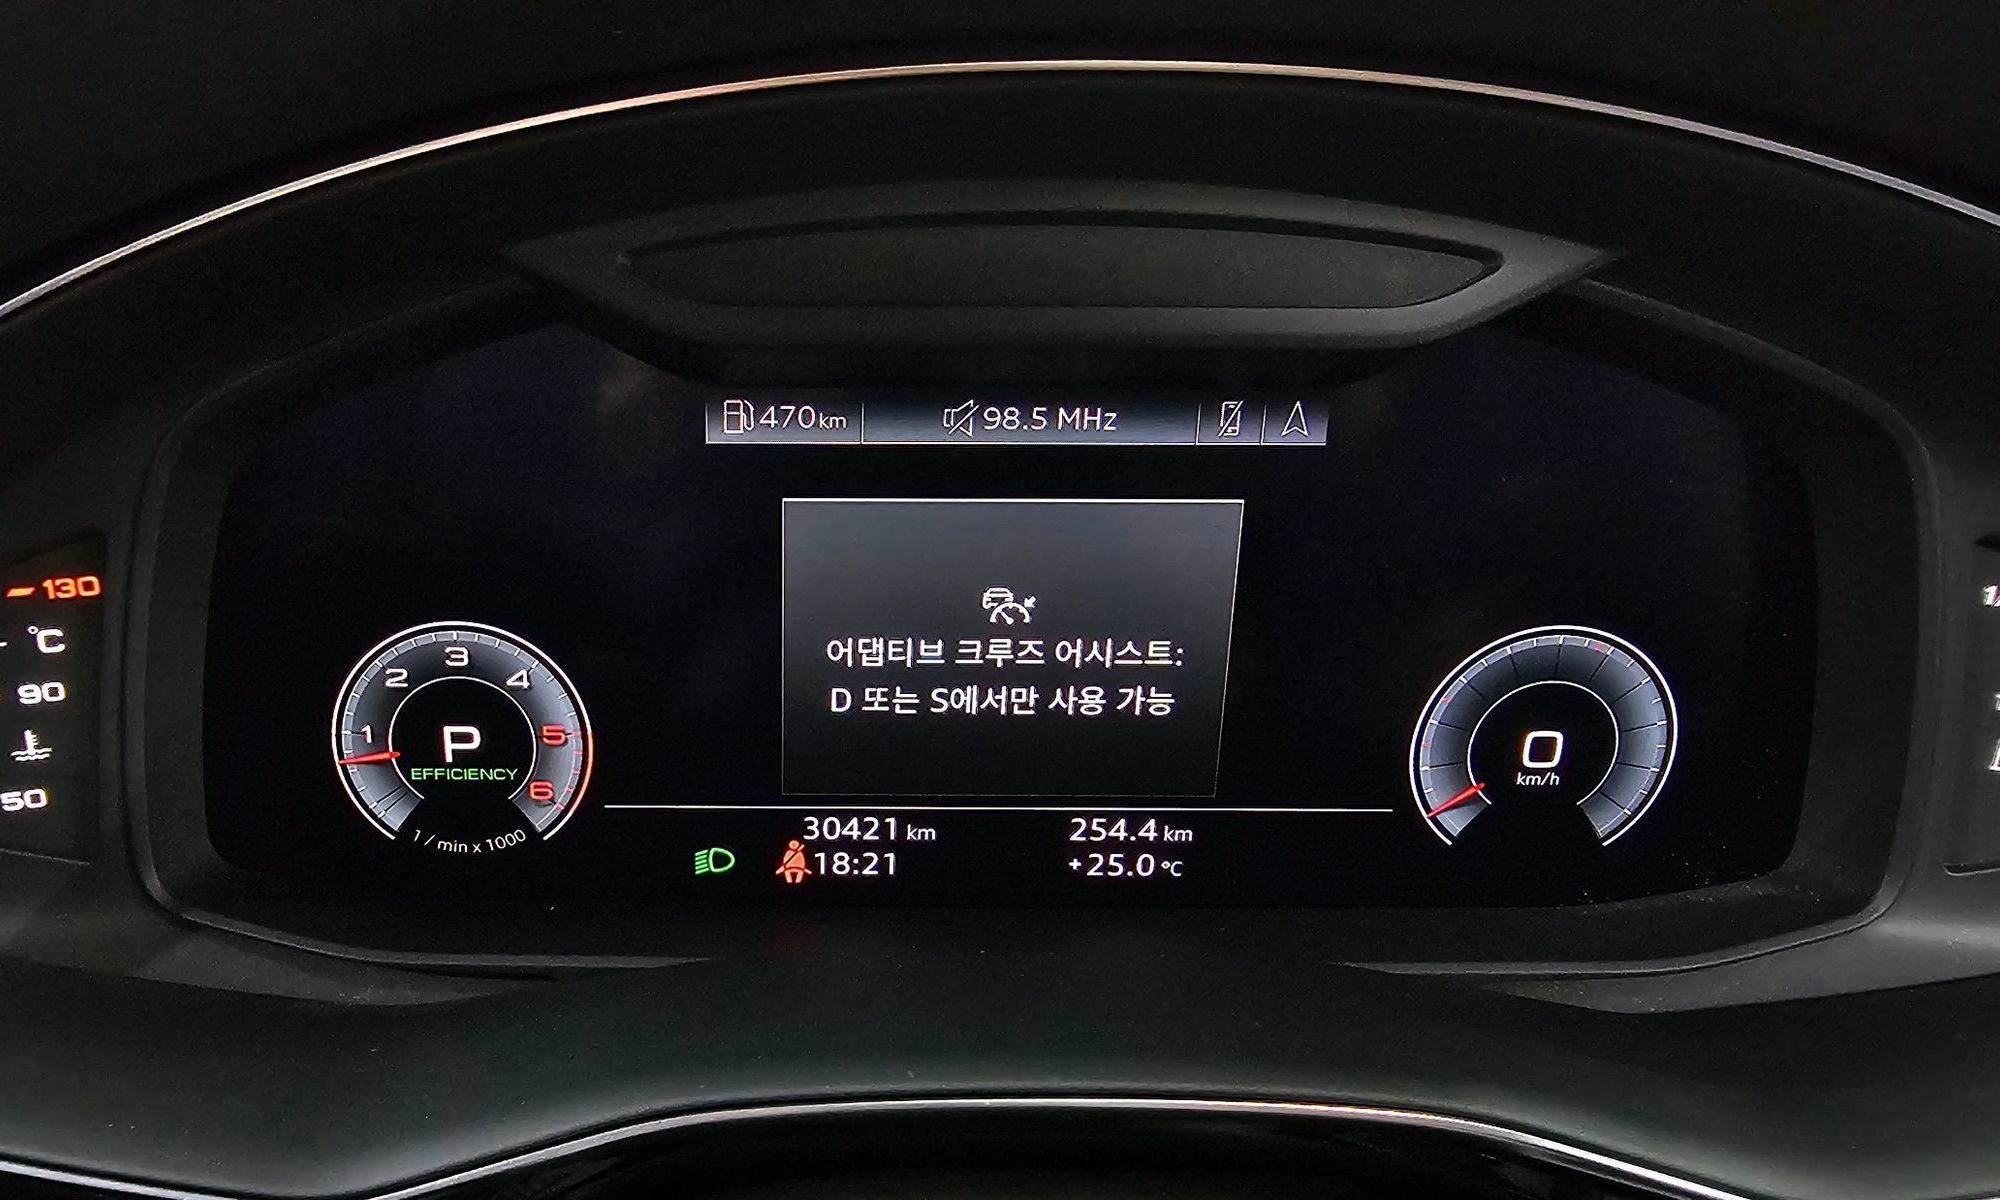 470 km
98.5 MHz
130
°C
90
50
어댑티브 크루즈 어시스트:
D 또는 S에서만 사용 가능
1
2
3
4
5
6
P
EFFICIENCY
1 / min x 1000
0
km/h
30421 km
254.4 km
18:21
+25.0 °C